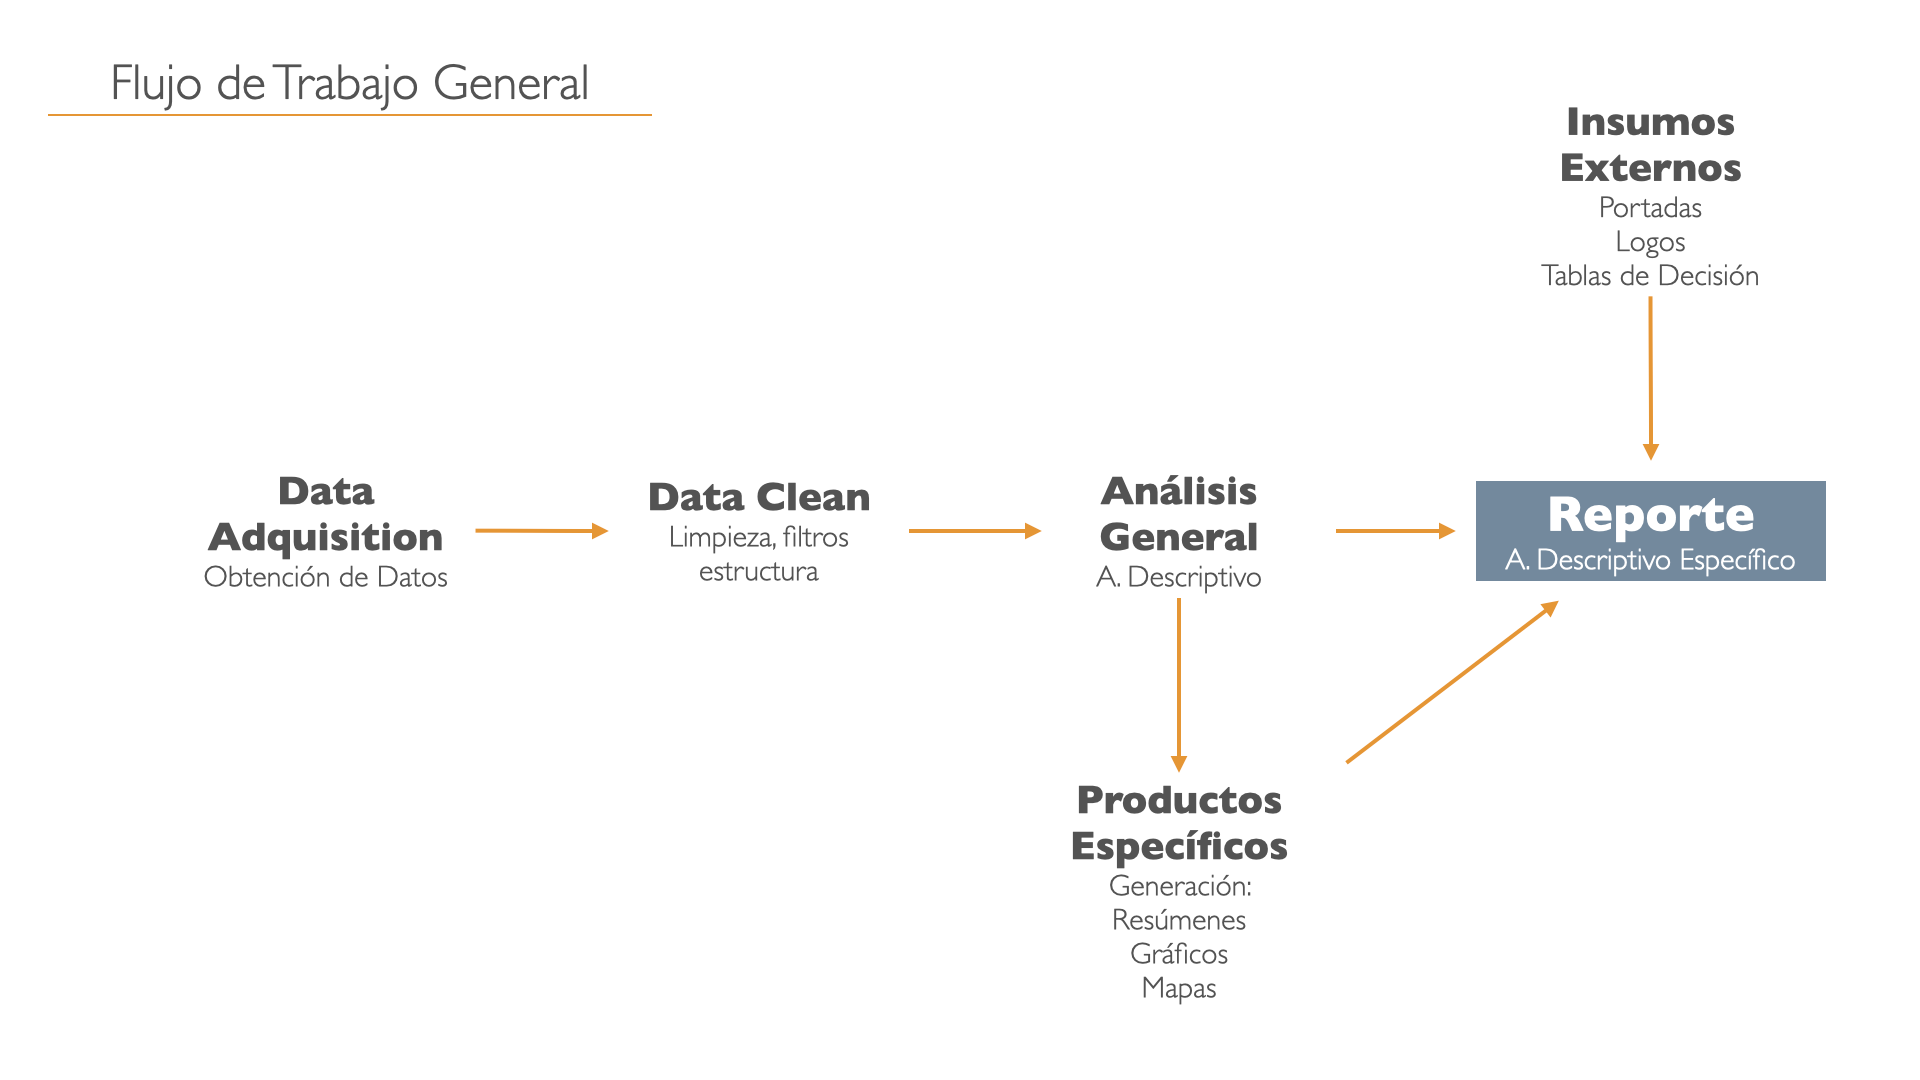 Flujo de Trabajo General
Insumos
Externos
Portadas
Logos
Tablas de Decisión
Data
Adquisition
Obtención de Datos
Data Clean
Limpieza, filtros
estructura
Análisis
General
A. Descriptivo
Reporte
A. Descriptivo Específico
Productos
Específicos
Generación:
Resúmenes
Gráficos
Mapas